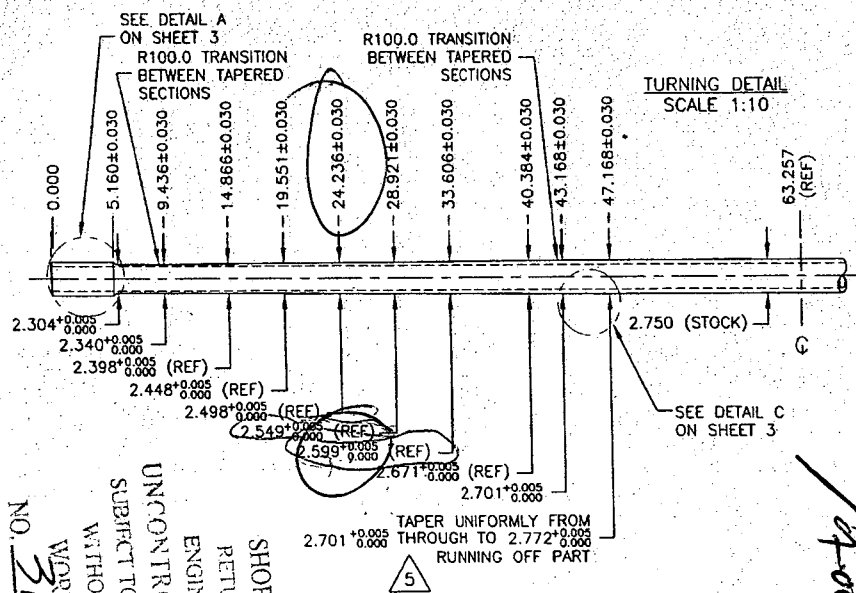 SEE DETAIL A
ON SHEET 3
R100.0 TRANSITION
BETWEEN TAPERED
SECTIONS
R100.0 TRANSITION
BETWEEN TAPERED
SECTIONS
TURNING DETAIL
SCALE 1:10
0.000
5.160±0.030
9.436±0.030
14.866±0.030
19.551±0.030
24.236±0.030
28.921±0.030
33.606±0.030
40.384±0.030
43.168±0.030
47.168±0.030
63.257
(REF)
2.304 +0.005 0.000
2.340 +0.005 0.000
2.398 +0.005 0.000 (REF)
2.448 +0.005 0.000 (REF)
2.498 +0.005 0.000 (REF)
2.549 +0.005 0.000 (REF)
2.599 +0.005 0.000 (REF)
2.671 +0.005 0.000 (REF)
2.701 +0.005 0.000
2.750 (STOCK)
SEE DETAIL C
ON SHEET 3
TAPER UNIFORMLY FROM
2.701 +0.005 0.000 THROUGH TO 2.772 +0.005 0.000
RUNNING OFF PART
5
SHOP
RETU
ENGIN
UNCONTR
SUBJECT TO
WITHO
WOR
NO. 3